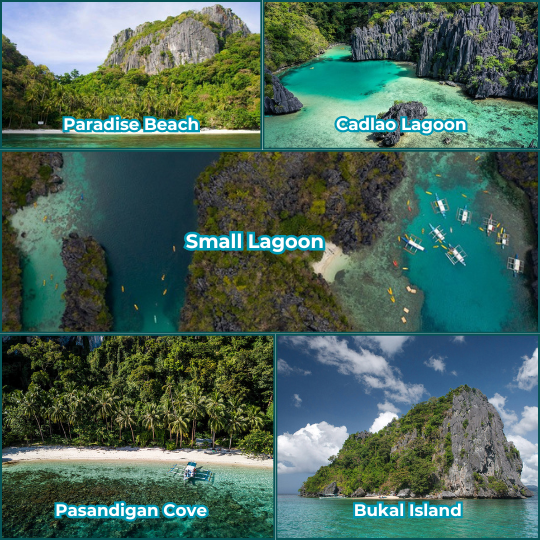 Paradise Beach
Cadlao Lagoon
Small Lagoon
Pasandigan Cove
Bukal Island